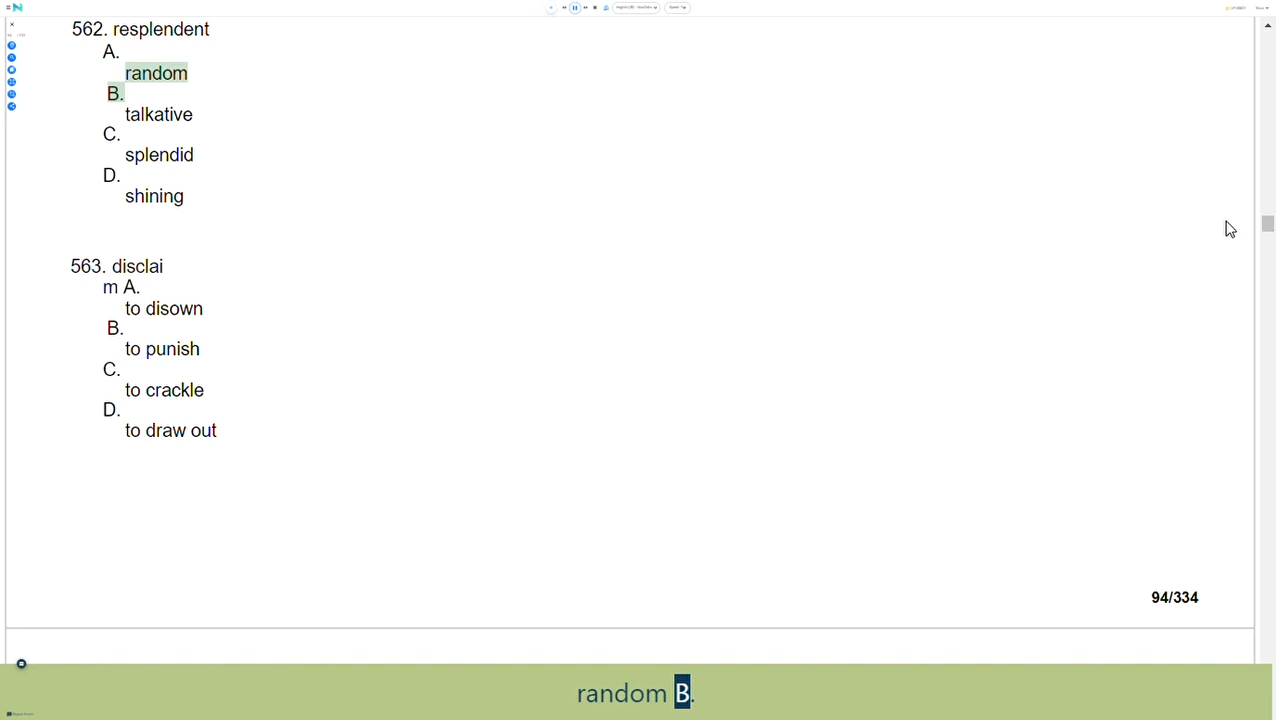 562. resplendent
A.
random
B.
talkative
C.
splendid
D.
shining
563. disclai
m A.
to disown
B.
to punish
C.
to crackle
D.
to draw out
94/334
random B.